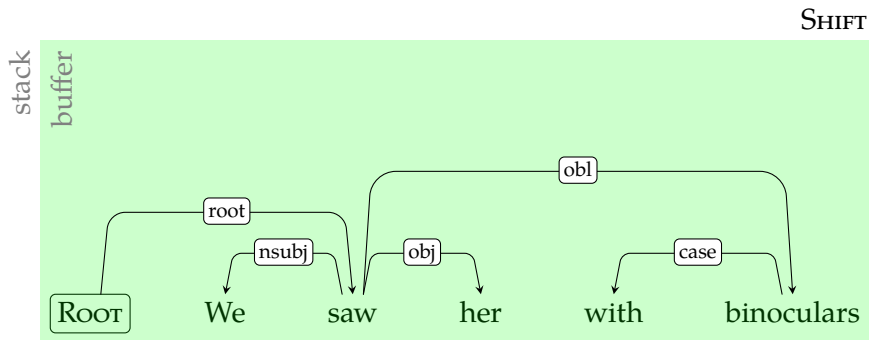 SHIFT
stack
buffer
obl
root
nsubj obj case
ROOT We saw her with binoculars